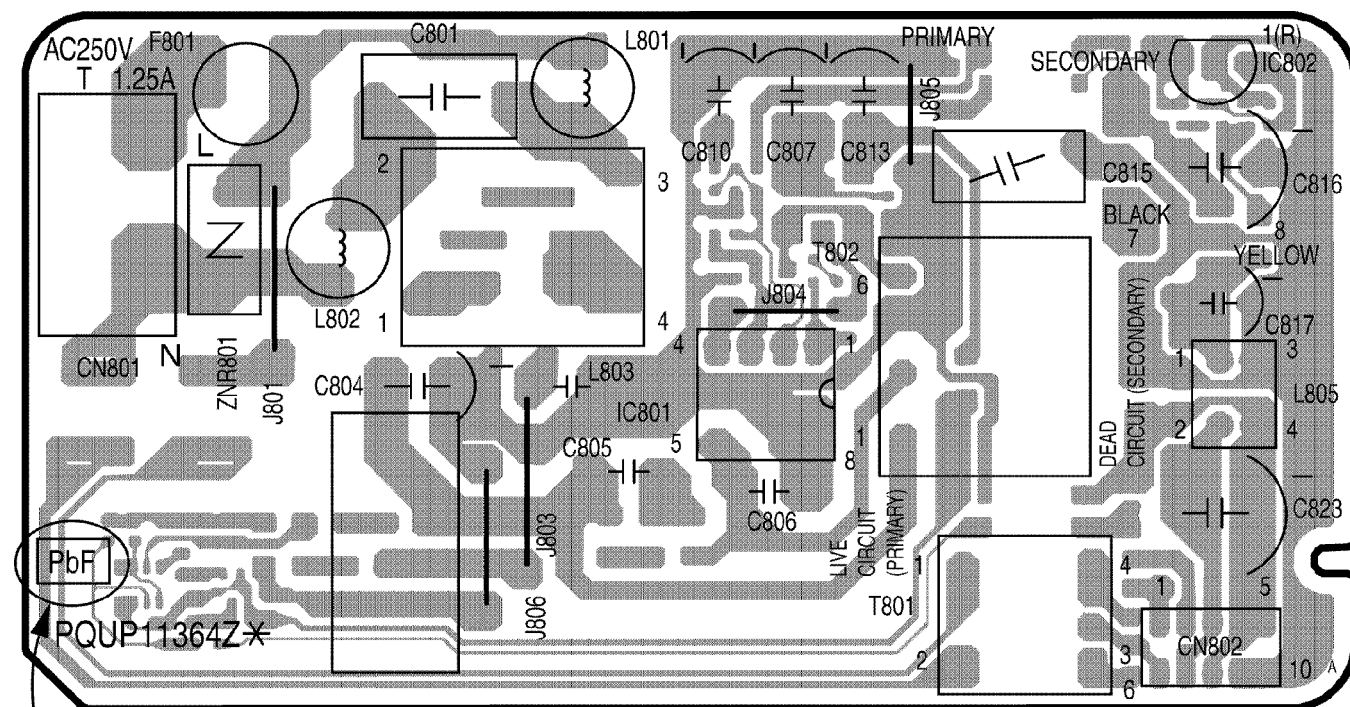 AC250V
T 1.25A
F801
C801
L801
PRIMARY
SECONDARY
1(R)
IC802
J805
L
2
3
C810
C807
C813
C815
C816
BLACK
7
8
YELLOW
T802
6
J804
L802
1
4
4
1
C817
CN801
N
ZNR801
J801
C804
L803
IC801
5
1
8
C805
C806
DEAD
CIRCUIT (SECONDARY)
1
3
L805
2
4
C823
J803
J806
LIVE
CIRCUIT
(PRIMARY)
PbF
PQUP11364Z*
1
4
T801
2
3
6
1
5
CN802
10
A